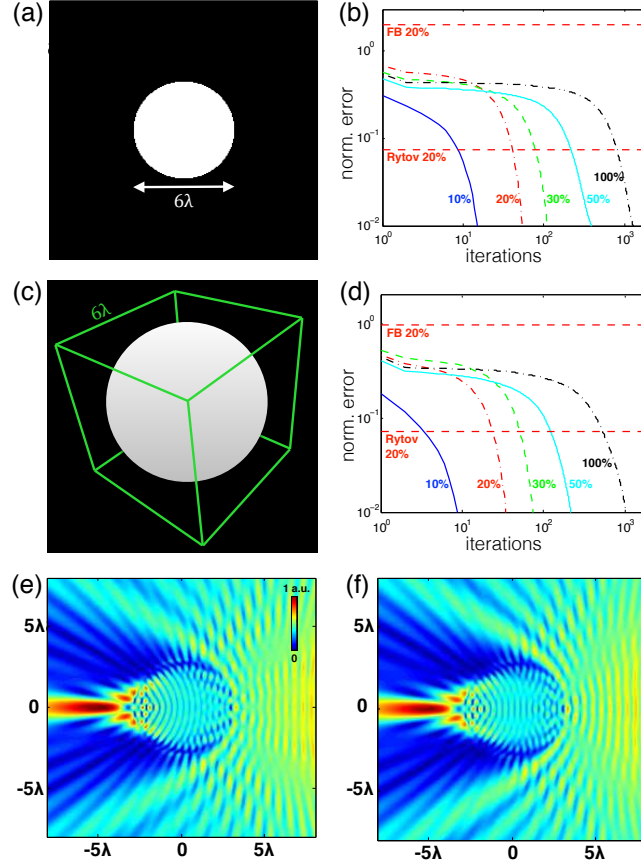 (a)
6λ
(b)
norm. error
10⁰
10⁻¹
10⁻²
FB 20%
Rytov 20%
10%
20%
30%
50%
100%
10⁰
10¹
10²
10³
iterations
(c)
6λ
(d)
norm. error
10⁰
10⁻¹
10⁻²
FB 20%
Rytov
20%
10%
20%
30%
50%
100%
10⁰
10¹
10²
10³
iterations
(e)
1 a.u.
0
5λ
0
-5λ
-5λ
0
5λ
(f)
5λ
0
-5λ
-5λ
0
5λ